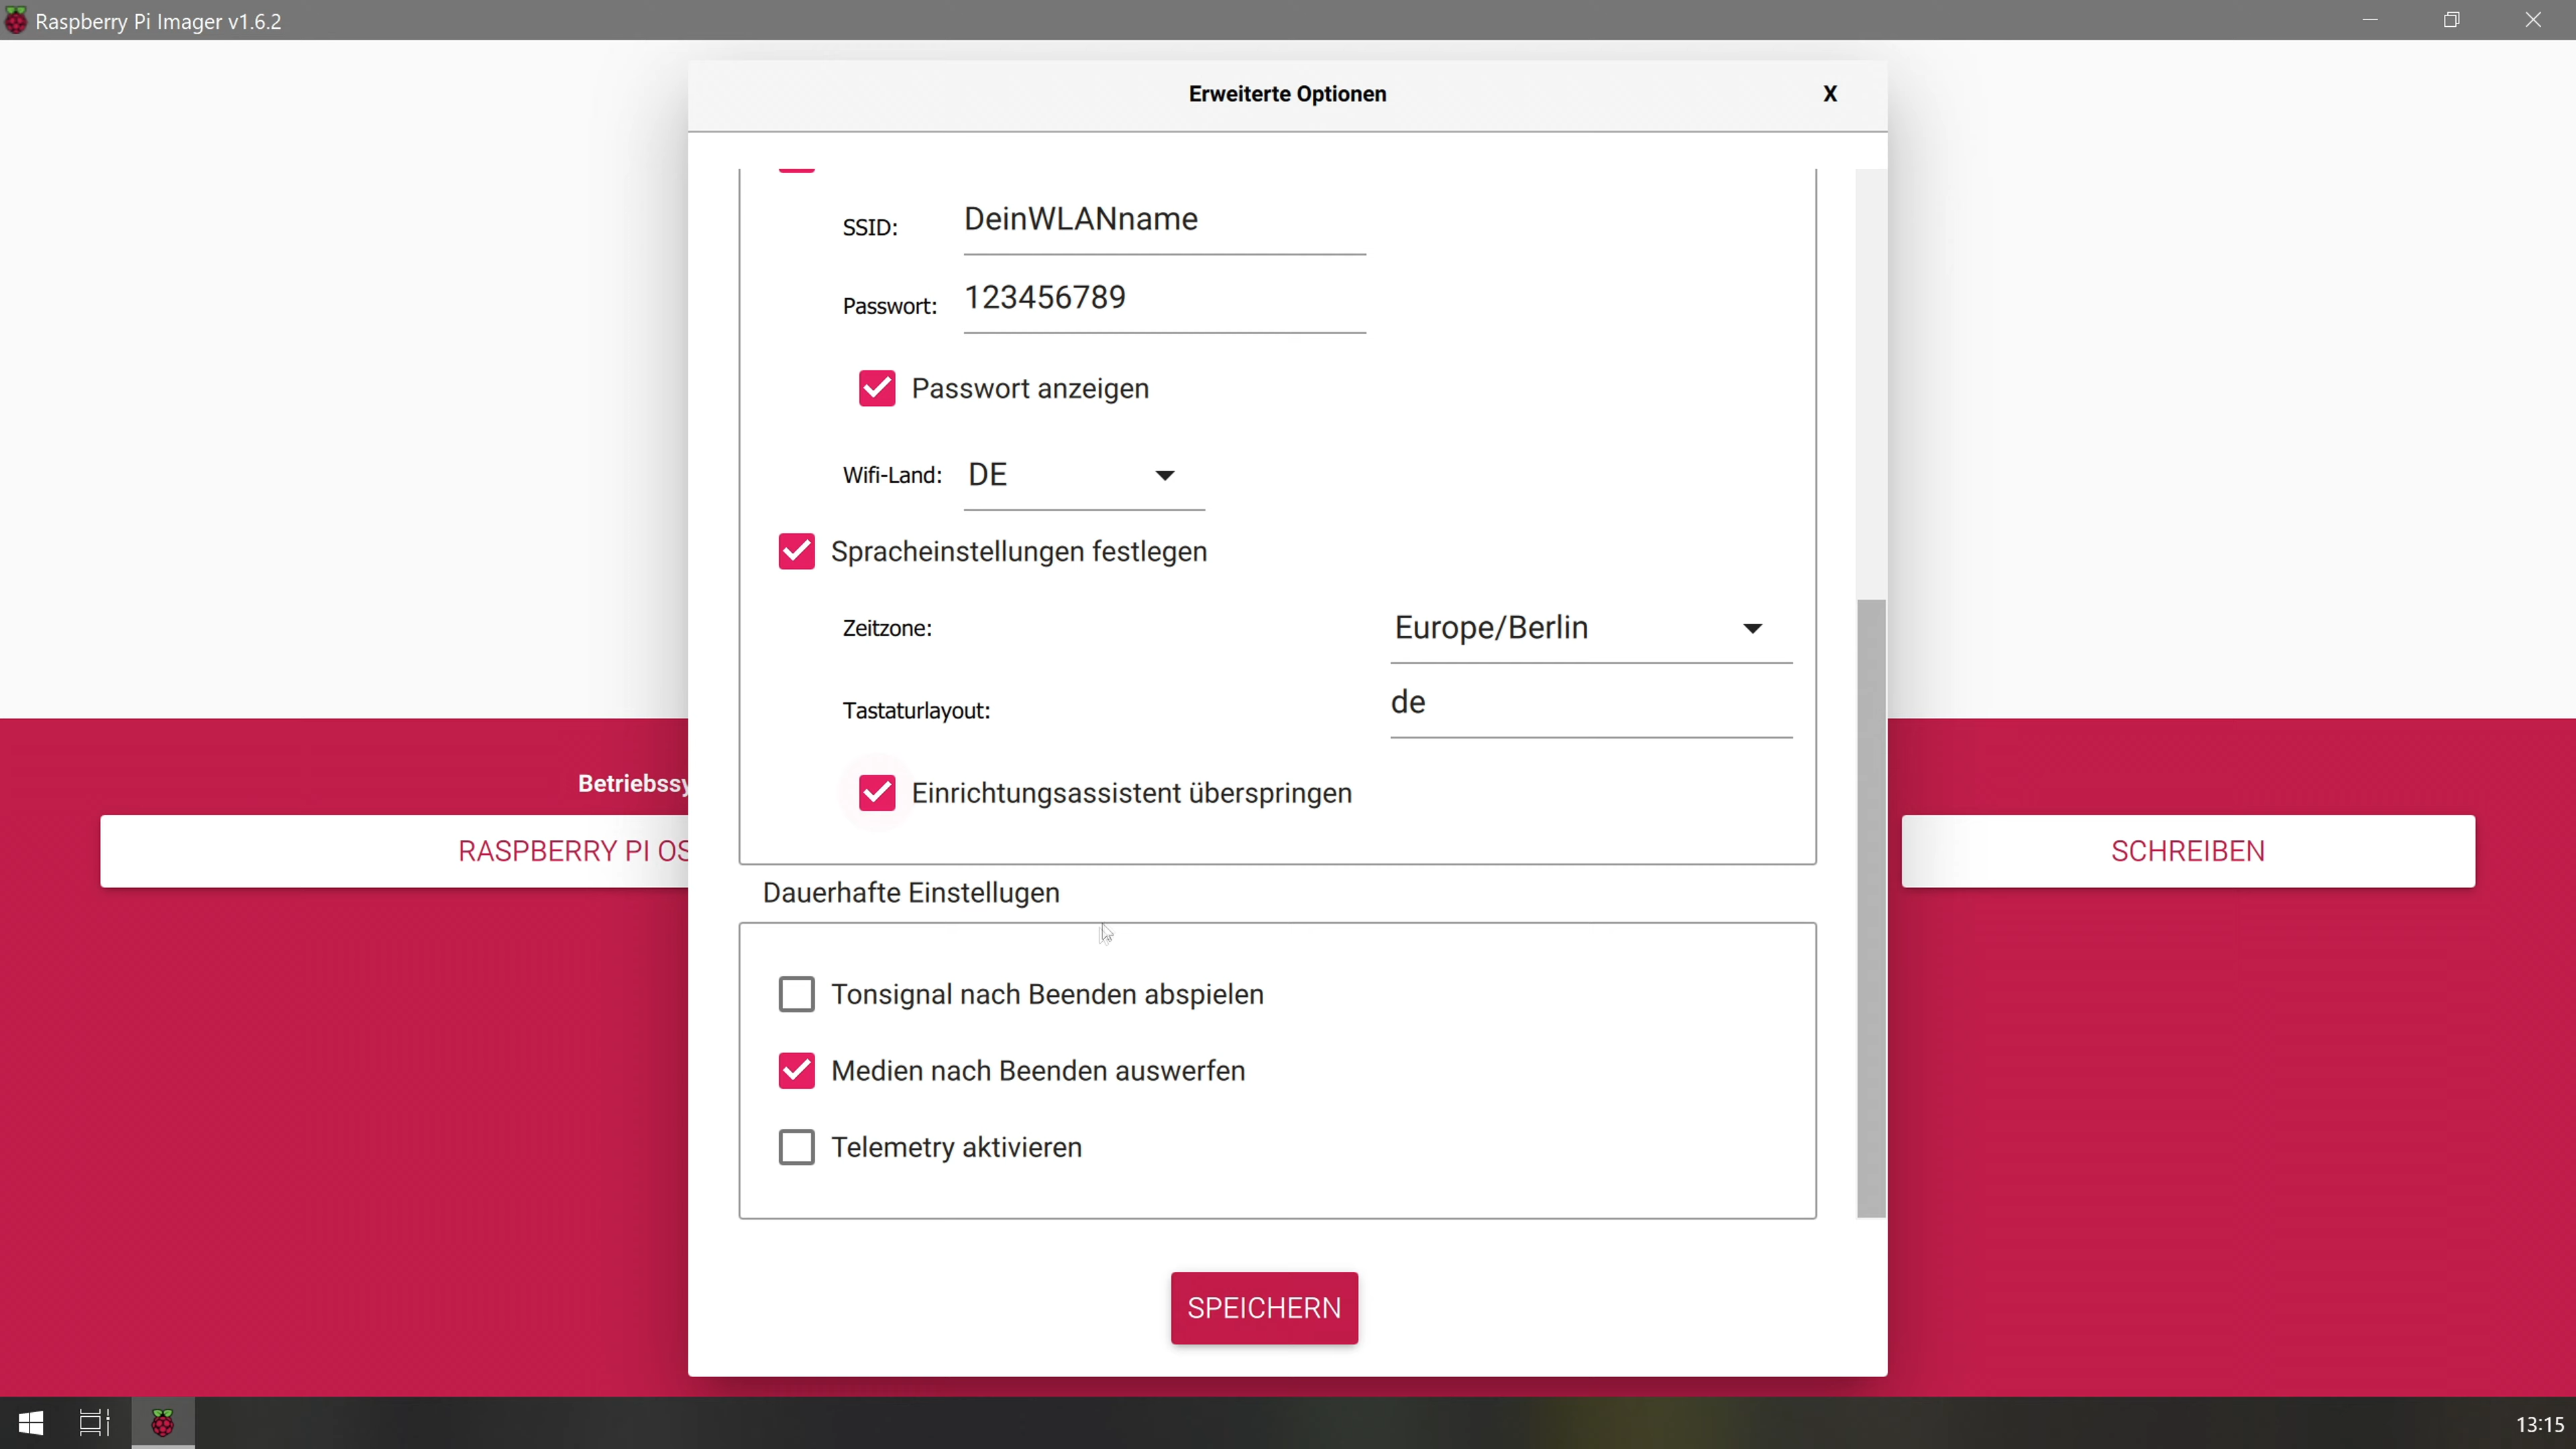 Raspberry Pi Imager v1.6.2
Erweiterte Optionen
X
SSID: DeinWLANname
Passwort: 123456789
Passwort anzeigen
Wifi-Land: DE
Spracheinstellungen festlegen
Zeitzone: Europe/Berlin
Tastaturlayout: de
Einrichtungsassistent überspringen
Betriebssy
RASPBERRY PI OS
SCHREIBEN
Dauerhafte Einstellugen
Tonsignal nach Beenden abspielen
Medien nach Beenden auswerfen
Telemetry aktivieren
SPEICHERN
13:15